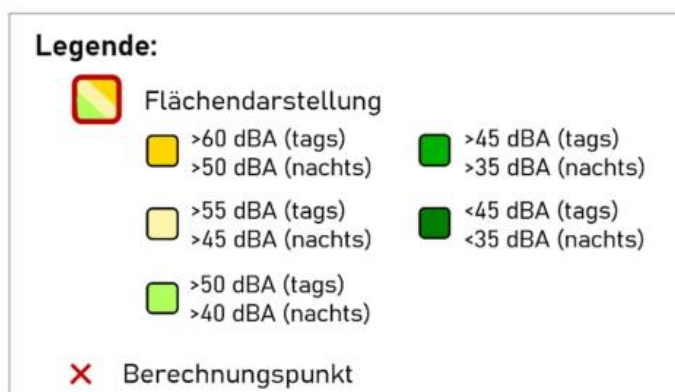 Legende:
Flächendarstellung
>60 dBA (tags)
>50 dBA (nachts)
>55 dBA (tags)
>45 dBA (nachts)
>50 dBA (tags)
>40 dBA (nachts)
>45 dBA (tags)
>35 dBA (nachts)
<45 dBA (tags)
<35 dBA (nachts)
Berechnungspunkt